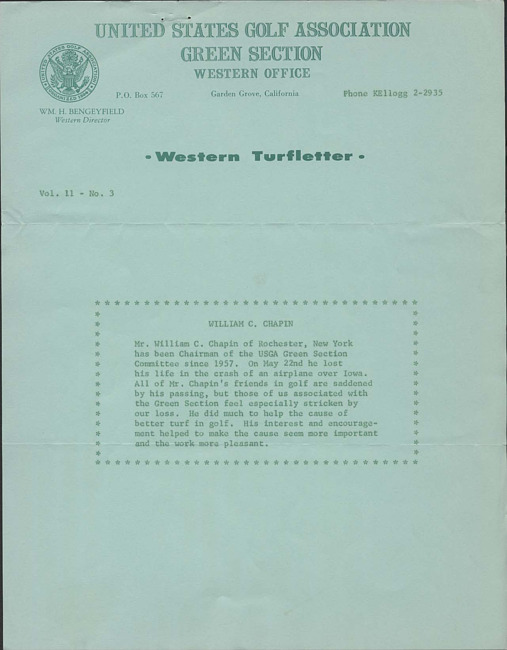 UNITED STATES GOLF ASSOCIATION
GREEN SECTION
WESTERN OFFICE
P.O. Box 567 Garden Grove, California Phone KEllogg 2-2935
WM. H. BENGEYFIELD
Western Director
- Western Turfletter -
Vol. 11 - No. 3
WILLIAM C. CHAPIN
Mr. William C. Chapin of Rochester, New York
has been Chairman of the USGA Green Section
Committee since 1957. On May 22nd he lost
his life in the crash of an airplane over Iowa.
All of Mr. Chapin's friends in golf are saddened
by his passing, but those of us associated with
the Green Section feel especially stricken by
our loss. He did much to help the cause of
better turf in golf. His interest and encourage-
ment helped to make the cause seem more important
and the work more pleasant.